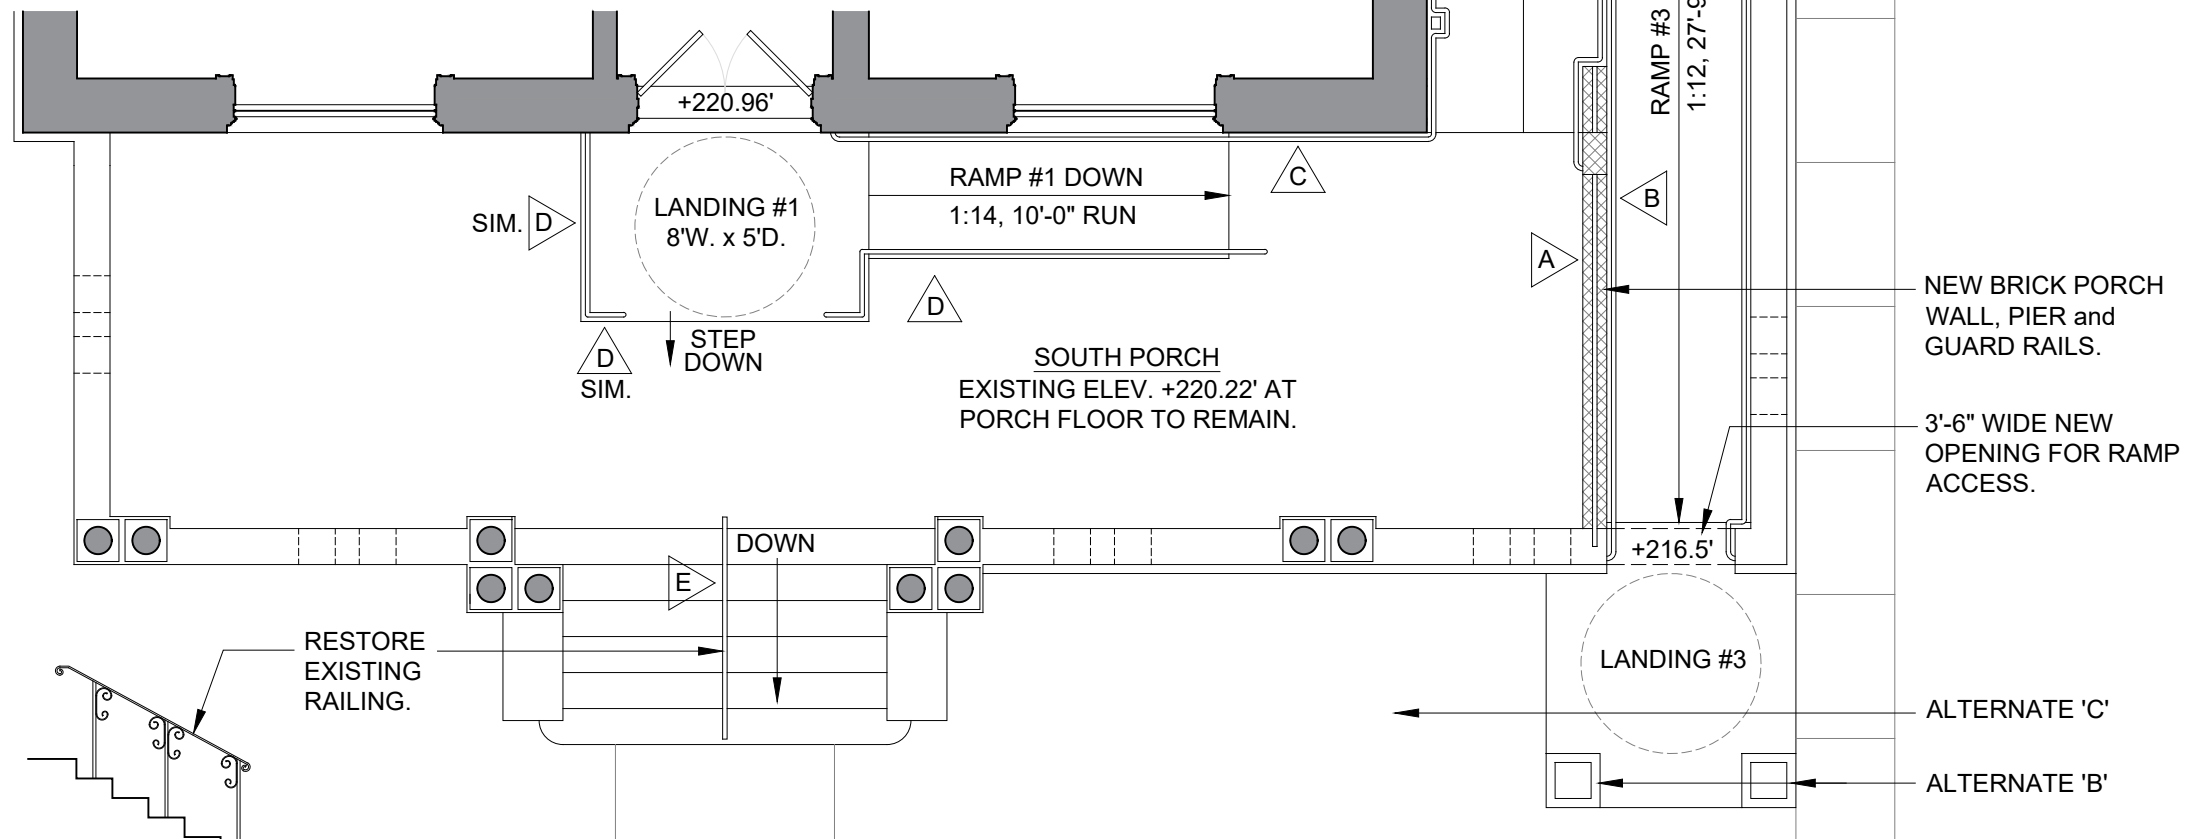 +220.96'
RAMP #3
1:12, 27'-9
LANDING #1
8'W. x 5'D.
RAMP #1 DOWN
1:14, 10'-0" RUN
C
B
SIM.
D
A
D
STEP
DOWN
D
SIM.
SOUTH PORCH
EXISTING ELEV. +220.22' AT
PORCH FLOOR TO REMAIN.
NEW BRICK PORCH
WALL, PIER and
GUARD RAILS.
3'-6" WIDE NEW
OPENING FOR RAMP
ACCESS.
DOWN
+216.5'
E
RESTORE
EXISTING
RAILING.
LANDING #3
ALTERNATE 'C'
ALTERNATE 'B'